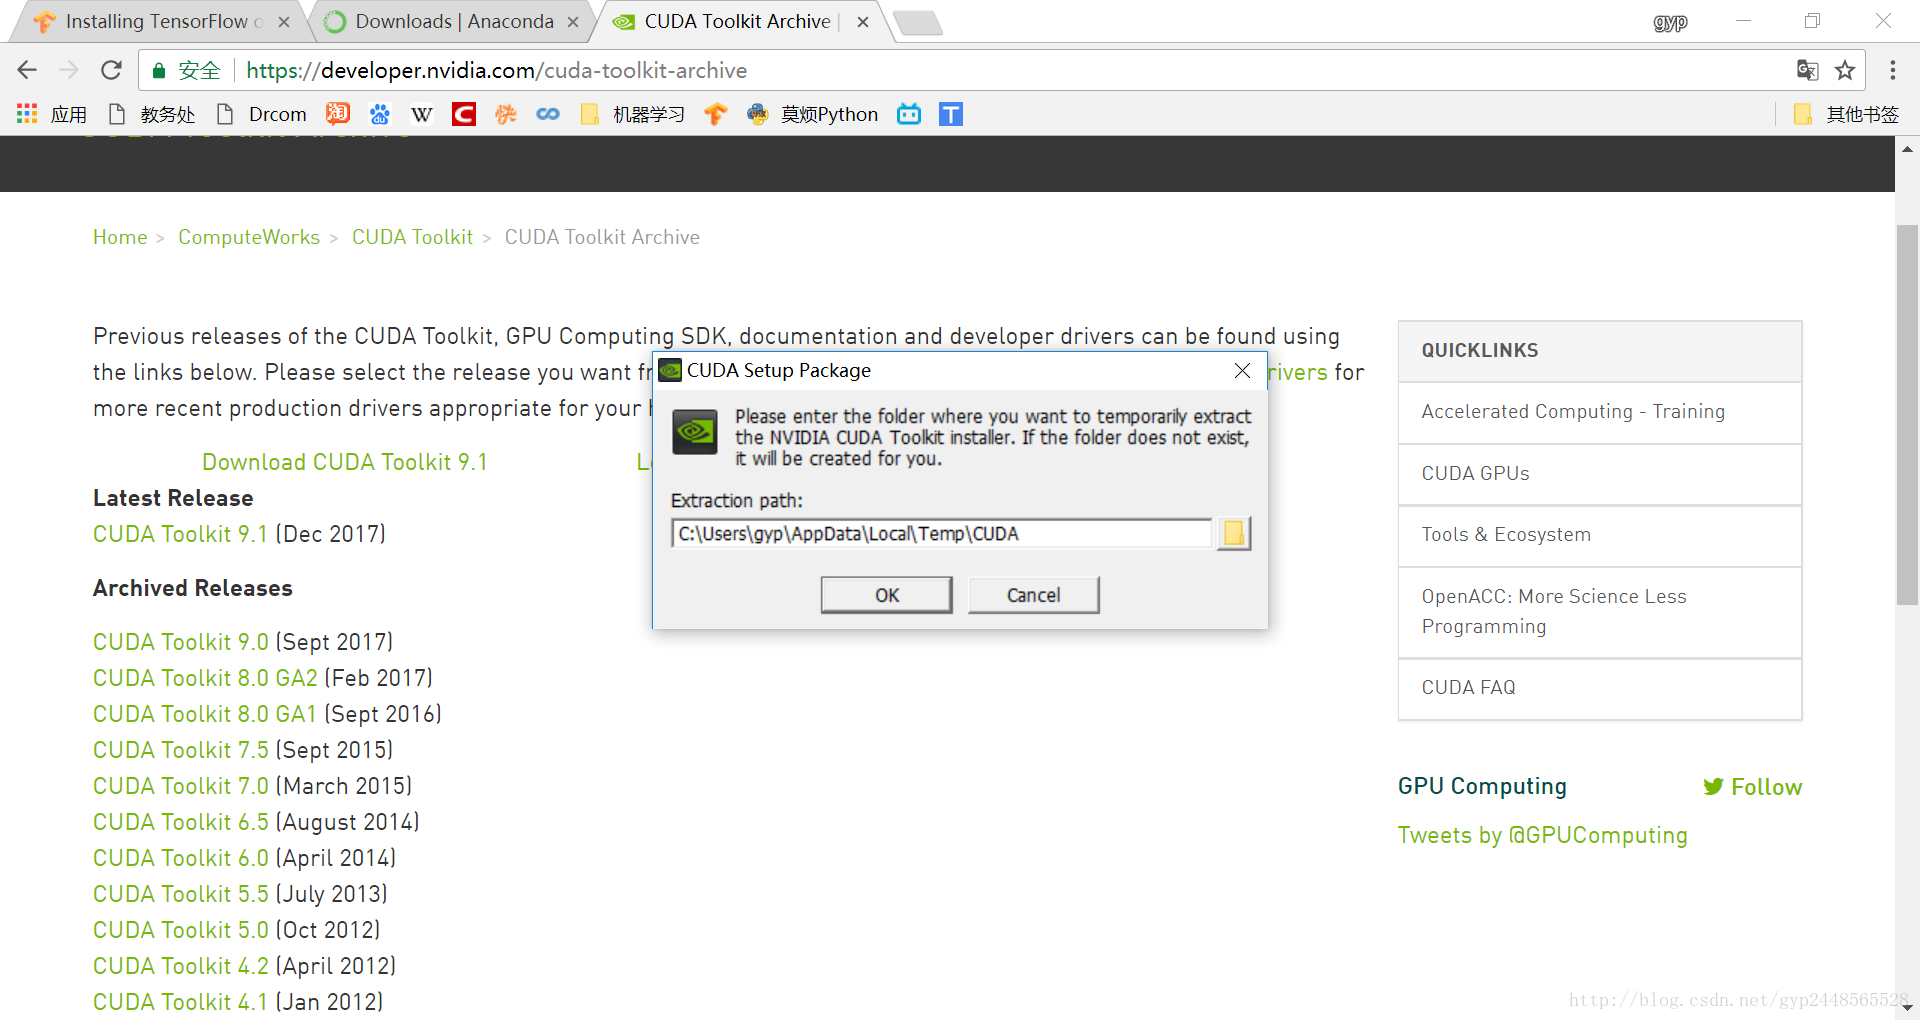 Installing TensorFlow o
Downloads | Anaconda
CUDA Toolkit Archive |
gyp
安全
https://developer.nvidia.com/cuda-toolkit-archive
应用
教务处
Drcom
淘
W
C
机器学习
莫烦Python
T
其他书签
Home > ComputeWorks > CUDA Toolkit > CUDA Toolkit Archive
Previous releases of the CUDA Toolkit, GPU Computing SDK, documentation and developer drivers can be found using
the links below. Please select the release you want fr
rivers for
more recent production drivers appropriate for your h
Download CUDA Toolkit 9.1
Latest Release
CUDA Toolkit 9.1 (Dec 2017)
Archived Releases
CUDA Toolkit 9.0 (Sept 2017)
CUDA Toolkit 8.0 GA2 (Feb 2017)
CUDA Toolkit 8.0 GA1 (Sept 2016)
CUDA Toolkit 7.5 (Sept 2015)
CUDA Toolkit 7.0 (March 2015)
CUDA Toolkit 6.5 (August 2014)
CUDA Toolkit 6.0 (April 2014)
CUDA Toolkit 5.5 (July 2013)
CUDA Toolkit 5.0 (Oct 2012)
CUDA Toolkit 4.2 (April 2012)
CUDA Toolkit 4.1 (Jan 2012)
CUDA Setup Package
Please enter the folder where you want to temporarily extract
the NVIDIA CUDA Toolkit installer. If the folder does not exist,
it will be created for you.
Extraction path:
C:\Users\gyp\AppData\Local\Temp\CUDA
OK
Cancel
QUICKLINKS
Accelerated Computing - Training
CUDA GPUs
Tools & Ecosystem
OpenACC: More Science Less
Programming
CUDA FAQ
GPU Computing
Follow
Tweets by @GPUComputing
http://blog.csdn.net/gyp2448565528